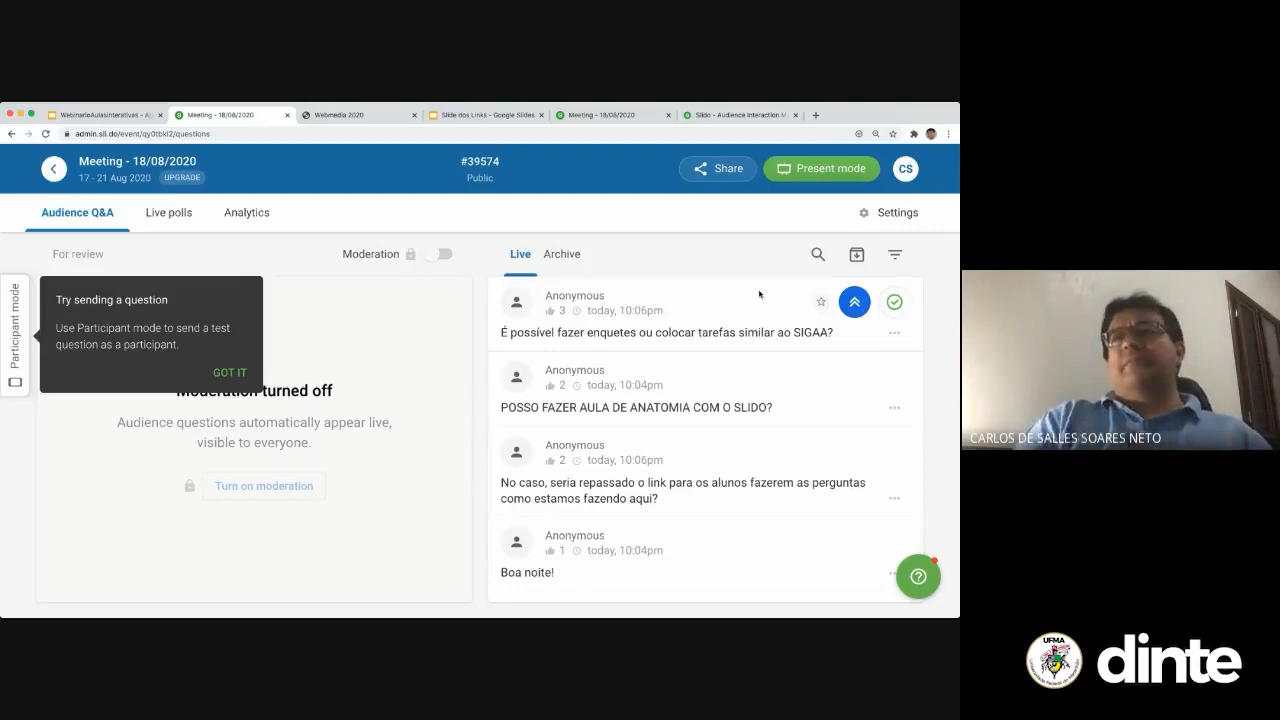 WebinarioAulasInterativas - Ap
Meeting - 18/08/2020
Webmedia 2020
Slide dos Links - Google Slides
Meeting - 18/08/2020
Slido - Audience Interaction M
admin.sli.do/event/qy0tbki2/questions
Meeting - 18/08/2020
17 - 21 Aug 2020
UPGRADE
#39574
Public
Share
Present mode
CS
Audience Q&A
Live polls
Analytics
Settings
For review
Moderation
Live
Archive
Participant mode
Try sending a question
Use Participant mode to send a test
question as a participant.
GOT IT
Moderation turned off
Audience questions automatically appear live,
visible to everyone.
Turn on moderation
Anonymous
3 today, 10:06pm
É possível fazer enquetes ou colocar tarefas similar ao SIGAA?
Anonymous
2 today, 10:04pm
POSSO FAZER AULA DE ANATOMIA COM O SLIDO?
Anonymous
2 today, 10:06pm
No caso, seria repassado o link para os alunos fazerem as perguntas
como estamos fazendo aqui?
Anonymous
1 today, 10:04pm
Boa noite!
CARLOS DE SALLES SOARES NETO
UFMA
dinte